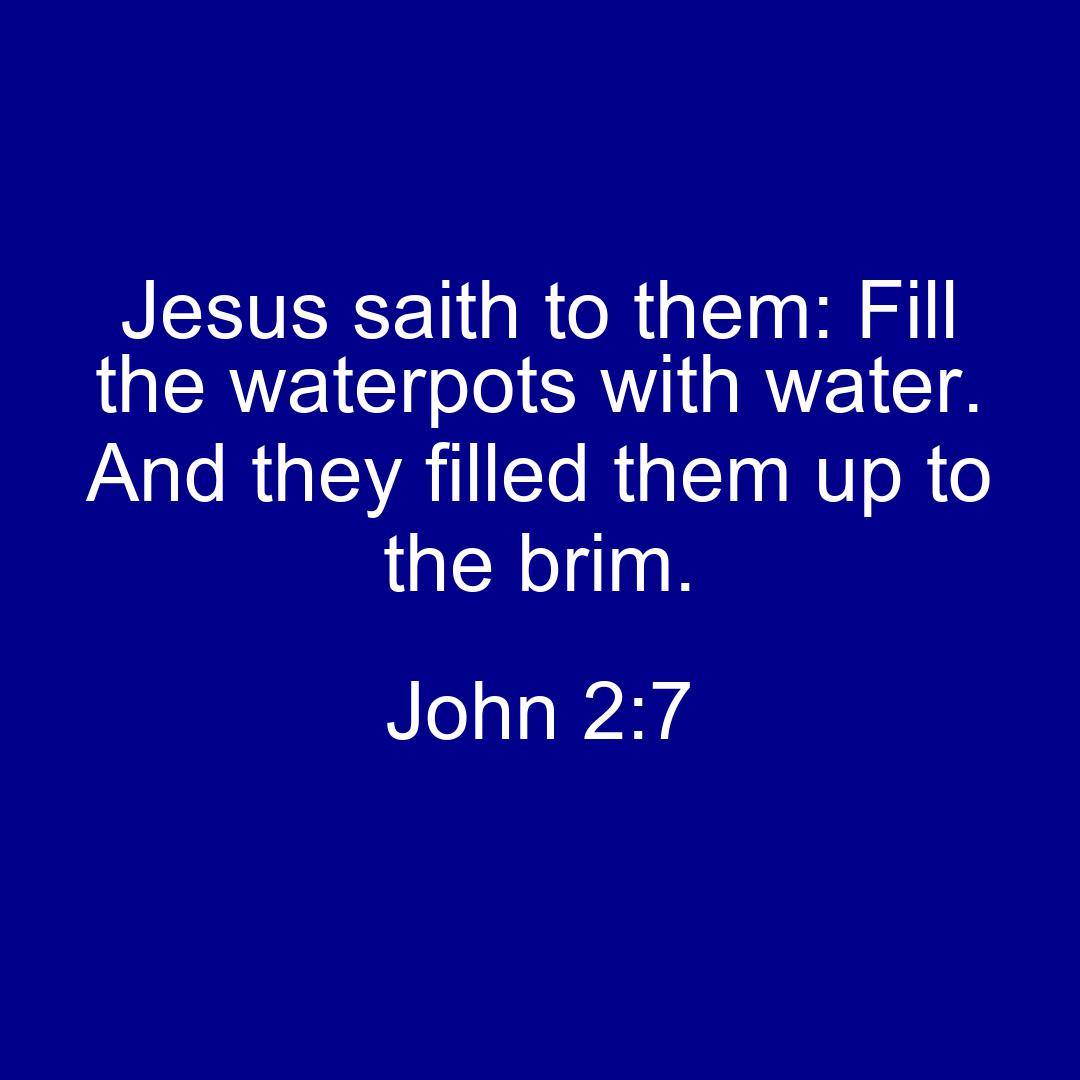 Jesus saith to them: Fill
the waterpots with water.
And they filled them up to
the brim.
John 2:7